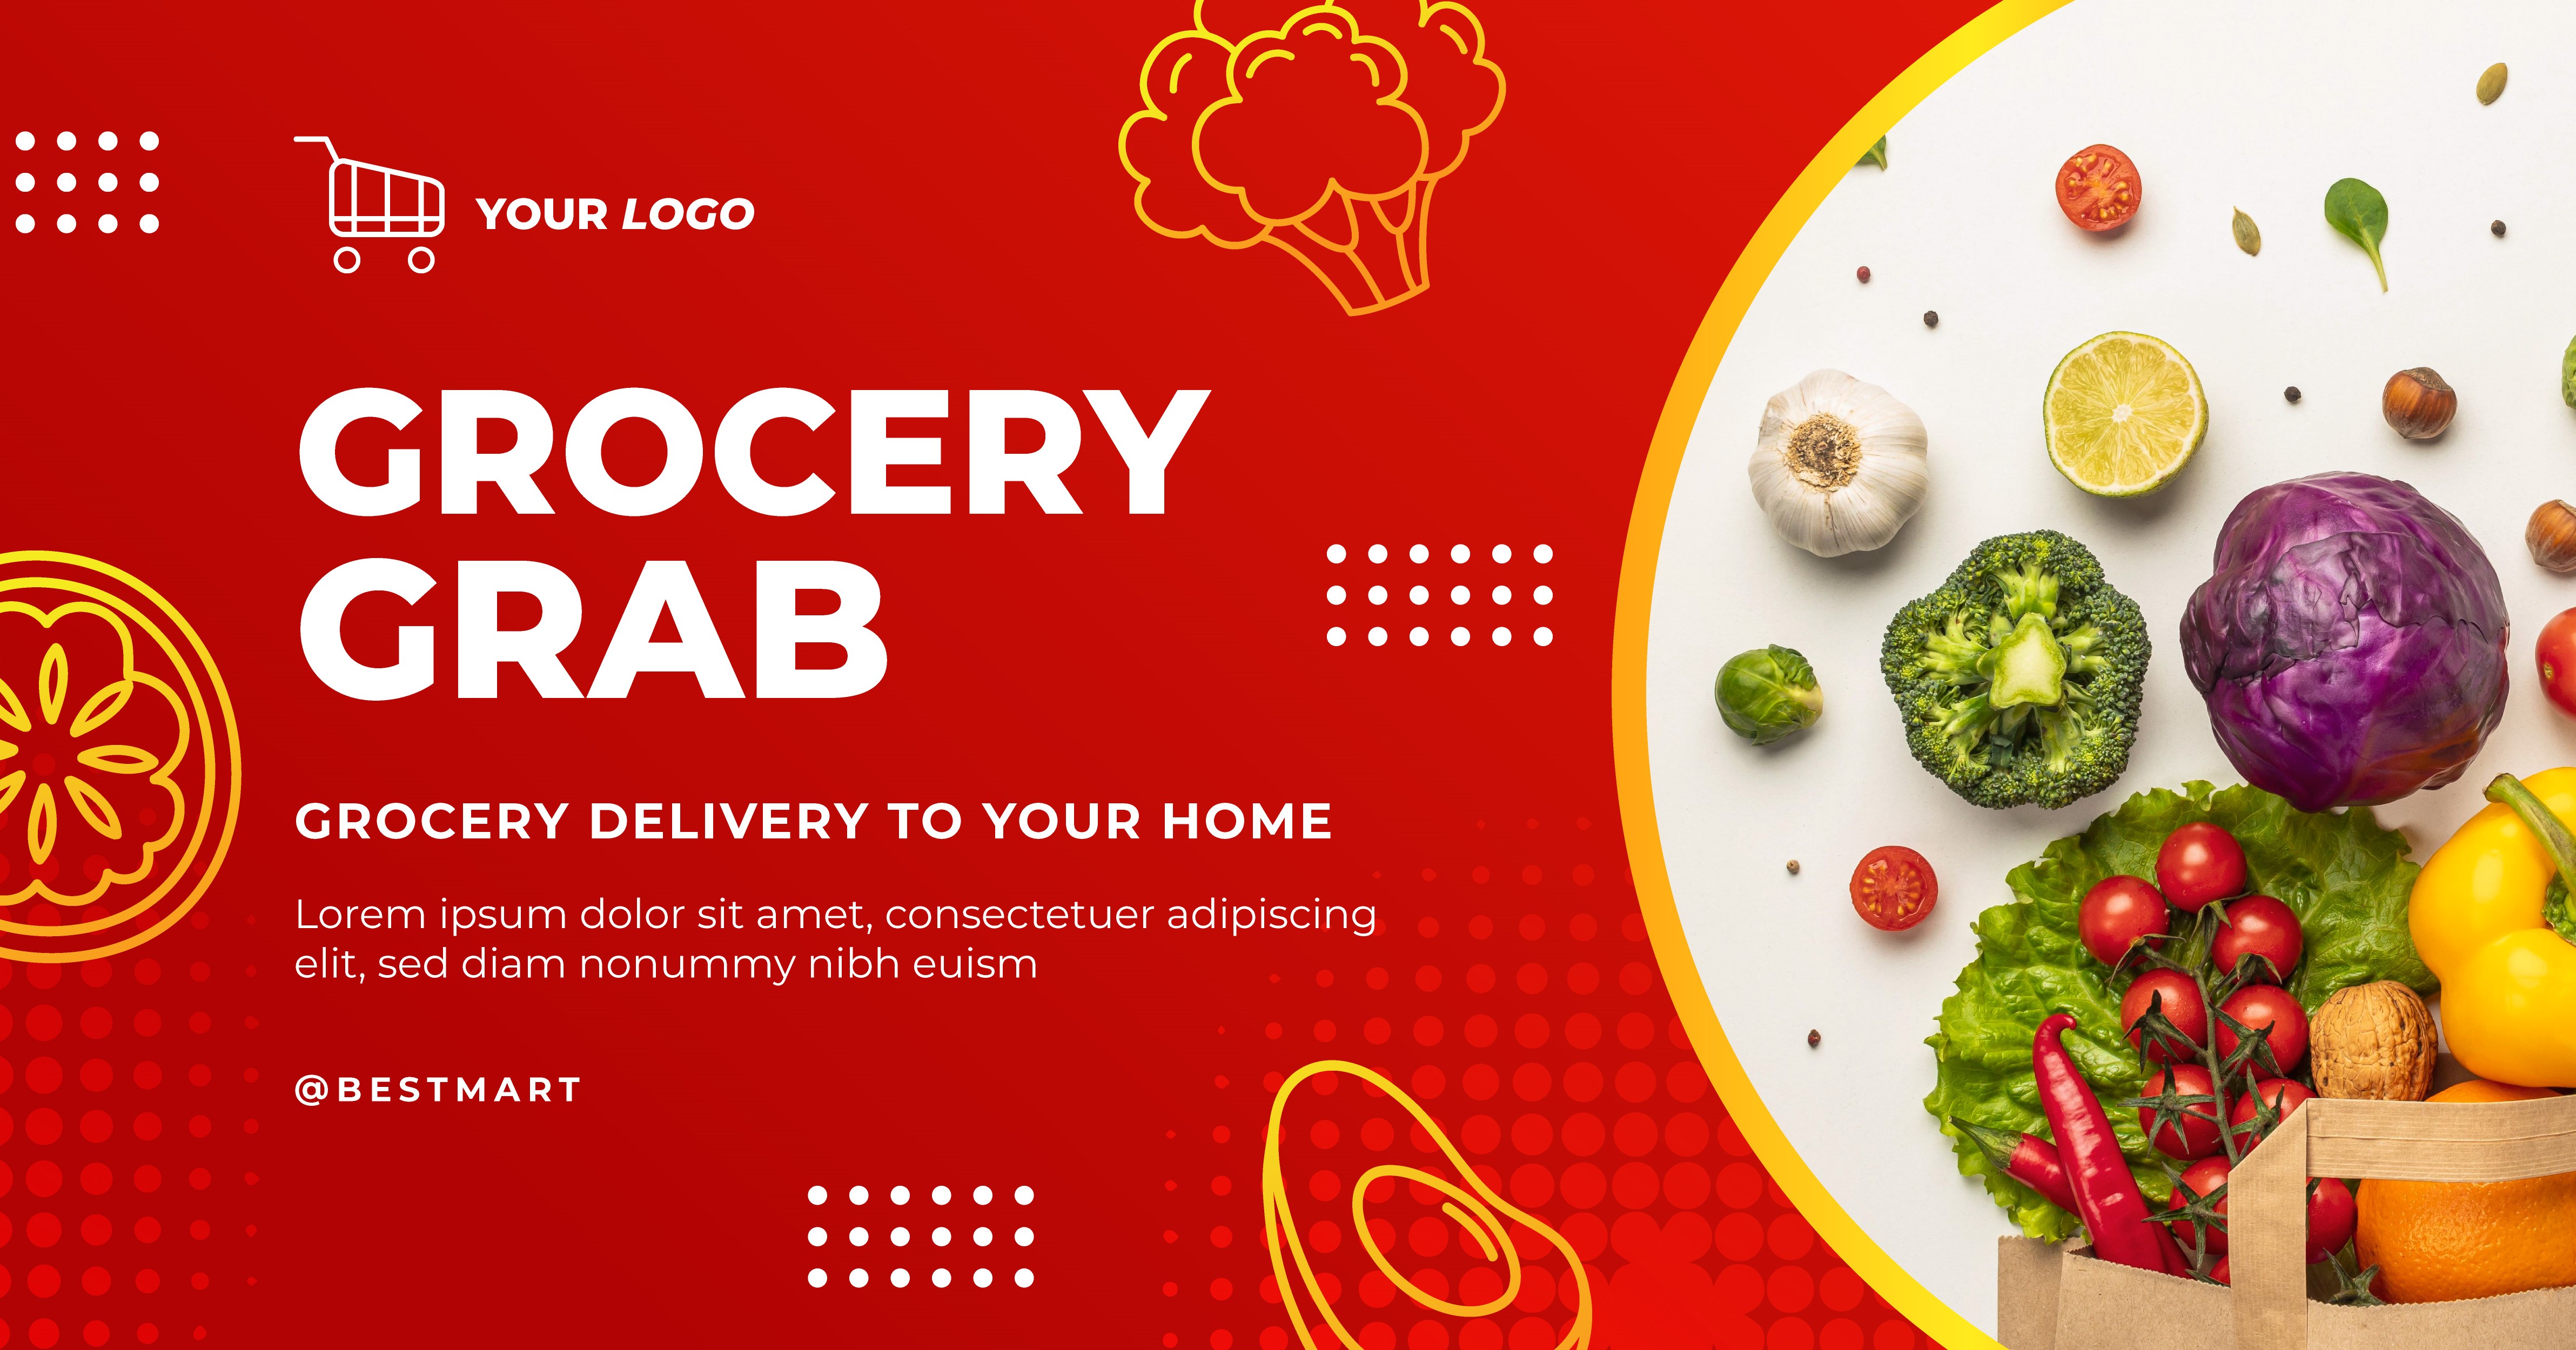 YOUR LOGO
GROCERY
GRAB
GROCERY DELIVERY TO YOUR HOME
Lorem ipsum dolor sit amet, consectetuer adipiscing
elit, sed diam nonummy nibh euism
@BESTMART